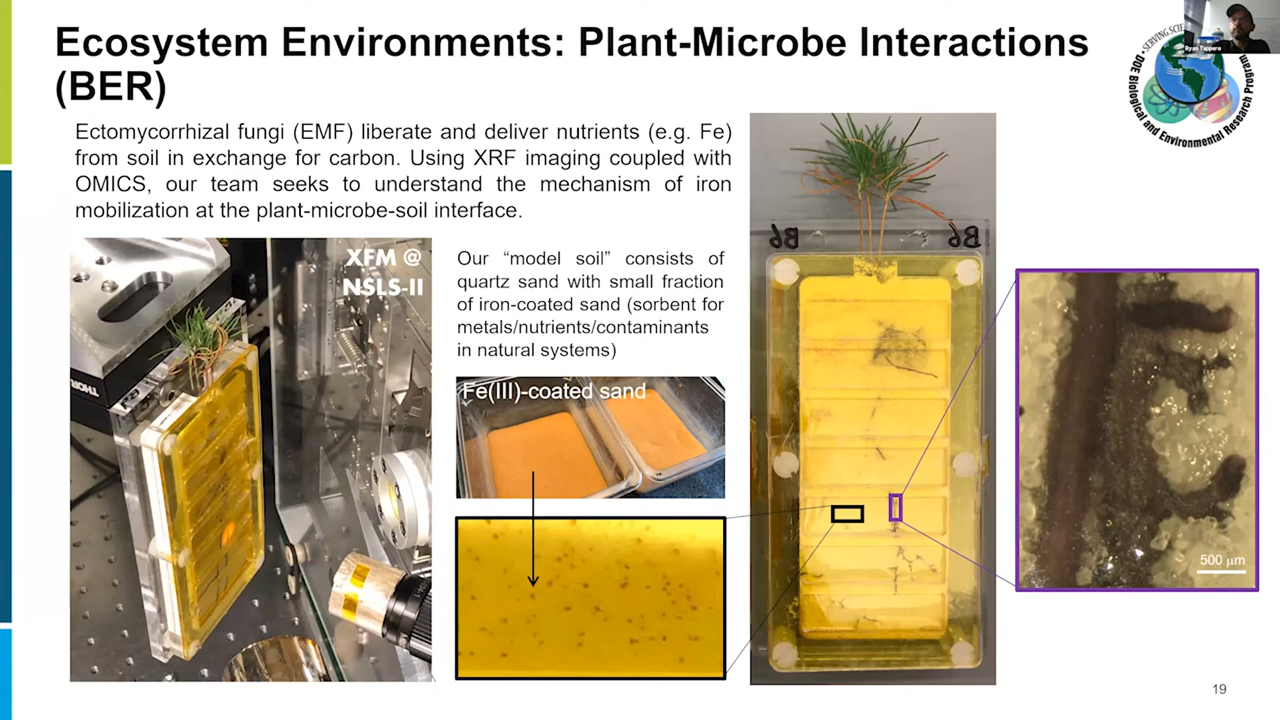 Ecosystem Environments: Plant-Microbe Interactions
(BER)
Ryan Tappero
SERVING SCIE
DOE Biological and Environmental Research Program
Ectomycorrhizal fungi (EMF) liberate and deliver nutrients (e.g. Fe)
from soil in exchange for carbon. Using XRF imaging coupled with
OMICS, our team seeks to understand the mechanism of iron
mobilization at the plant-microbe-soil interface.
XFM @
NSLS-II
THOR
Our “model soil” consists of
quartz sand with small fraction
of iron-coated sand (sorbent for
metals/nutrients/contaminants
in natural systems)
Fe(III)-coated sand
B6
B6
500 µm
19